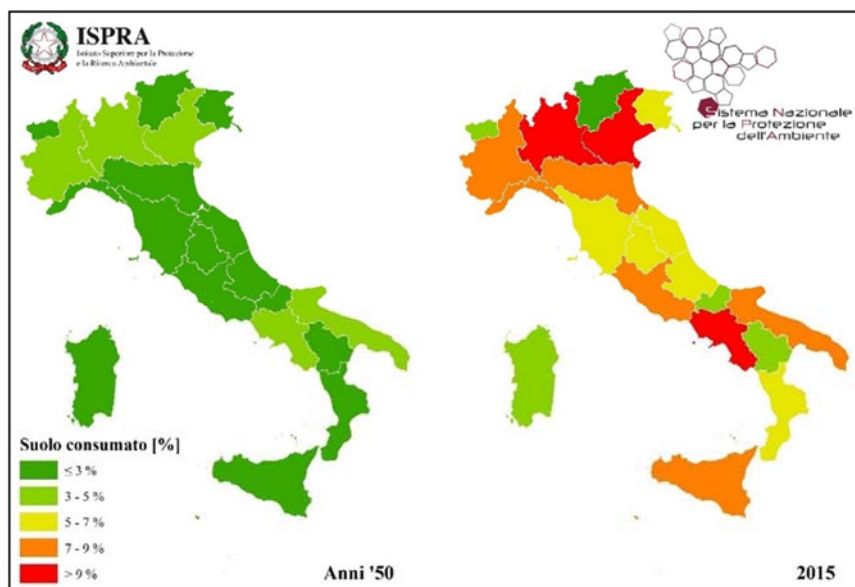 ISPRA
Istituto Superiore per la Protezione
e la Ricerca Ambientale
Sistema Nazionale
per la Protezione
dell'Ambiente
Suolo consumato [%]
≤ 3 %
3 - 5 %
5 - 7 %
7 - 9 %
> 9 %
Anni '50
2015